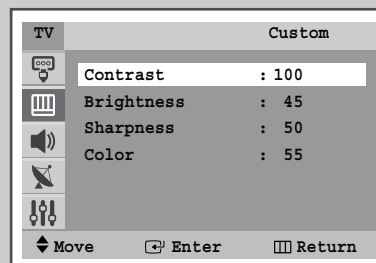 TV Custom
Contrast : 100
Brightness : 45
Sharpness : 50
Color : 55
Move Enter Return